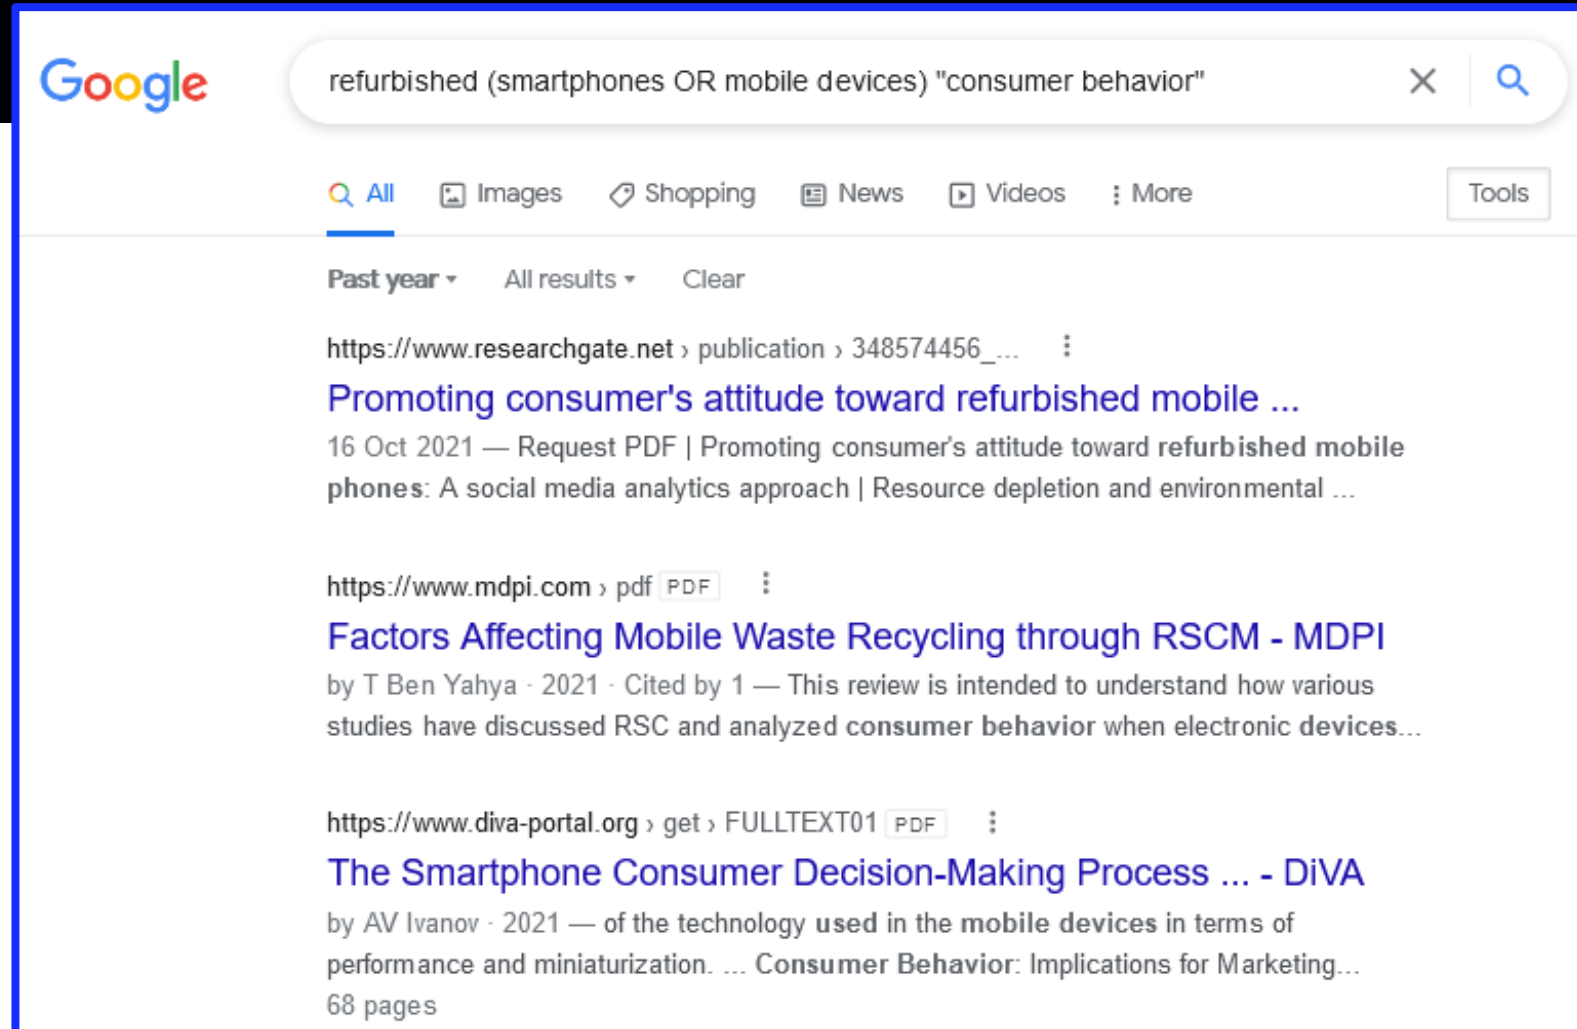 Google
refurbished (smartphones OR mobile devices) "consumer behavior"
All Images Shopping News Videos More Tools
Past year All results Clear
https://www.researchgate.net › publication › 348574456_...
Promoting consumer's attitude toward refurbished mobile ...
16 Oct 2021 — Request PDF | Promoting consumer's attitude toward refurbished mobile
phones: A social media analytics approach | Resource depletion and environmental ...
https://www.mdpi.com › pdf PDF
Factors Affecting Mobile Waste Recycling through RSCM - MDPI
by T Ben Yahya · 2021 · Cited by 1 — This review is intended to understand how various
studies have discussed RSC and analyzed consumer behavior when electronic devices...
https://www.diva-portal.org › get › FULLTEXT01 PDF
The Smartphone Consumer Decision-Making Process ... - DiVA
by AV Ivanov · 2021 — of the technology used in the mobile devices in terms of
performance and miniaturization. ... Consumer Behavior: Implications for Marketing...
68 pages